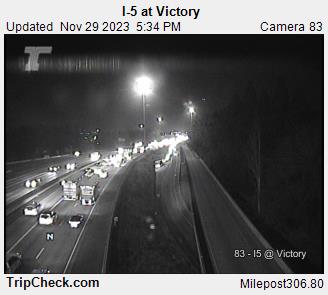 I-5 at Victory
Updated Nov 29 2023 5:34 PM Camera 83
T
N
83 - I5 @ Victory
TripCheck.com Milepost306.80